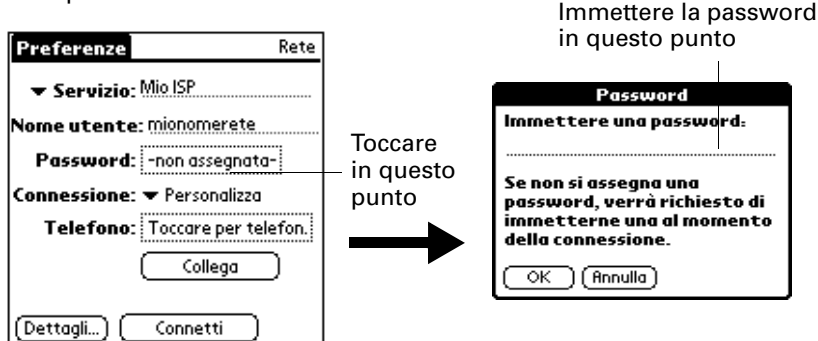 Preferenze
Rete
Servizio: Mio ISP
Nome utente: mionomerete
Password: -non assegnata-
Connessione: Personalizza
Telefono: Toccare per telefon.
Collega
Dettagli... Connetti
Toccare
in questo
punto
Immettere la password
in questo punto
Password
Immettere una password:
Se non si assegna una
password, verrà richiesto di
immetterne una al momento
della connessione.
OK Annulla